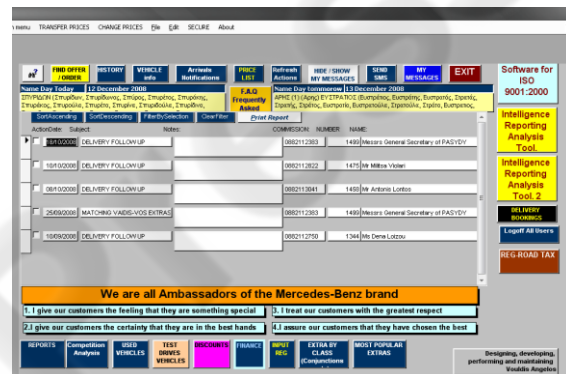 menu TRANSFER PRICES CHANGE PRICES File Edit SECURE About
FIND OFFER / ORDER
HISTORY
VEHICLE info
Arrivals Notifications
PRICE LIST
Refresh Actions
HIDE / SHOW MY MESSAGES
SEND SMS
MY MESSAGES
EXIT
Software for ISO 9001:2000
Name Day Today 12 December 2008
F.A.Q Frequently Asked
Name Day tommorow 13 December 2008
SortAscending SortDescending FilterBySelection ClearFilter Print Report
ActionDate: Subject: Notes: COMMISSION: NUMBER NAME:
18/10/2008 DELIVERY FOLLOW UP 0882112383 1499 Messrs General Secretary of PASYDY
10/10/2008 DELIVERY FOLLOW UP 0882112822 1475 Mr Miltos Violari
08/10/2008 DELIVERY FOLLOW UP 0882113041 1460 Mr Antonis Lontos
25/09/2008 MATCHING VAIDIS-VOS EXTRAS 0882112383 1499 Messrs General Secretary of PASYDY
10/09/2008 DELIVERY FOLLOW UP 0882112750 1344 Ms Dena Loizou
Intelligence Reporting Analysis Tool.
Intelligence Reporting Analysis Tool. 2
DELIVERY BOOKINGS
Logoff All Users
REG-ROAD TAX
We are all Ambassadors of the Mercedes-Benz brand
1. I give our customers the feeling that they are something special
3. I treat our customers with the greatest respect
2.I give our customers the certainty that they are in the best hands
4.I assure our customers that they have chosen the best
REPORTS
Competition Analysis
USED VEHICLES
TEST DRIVES VEHICLES
DISCOUNTS
FINANCE
INPUT REG
EXTRA BY CLASS (Conjunctions
MOST POPULAR EXTRAS
Designing, developing,
performing and maintaining
Vouldis Angelos